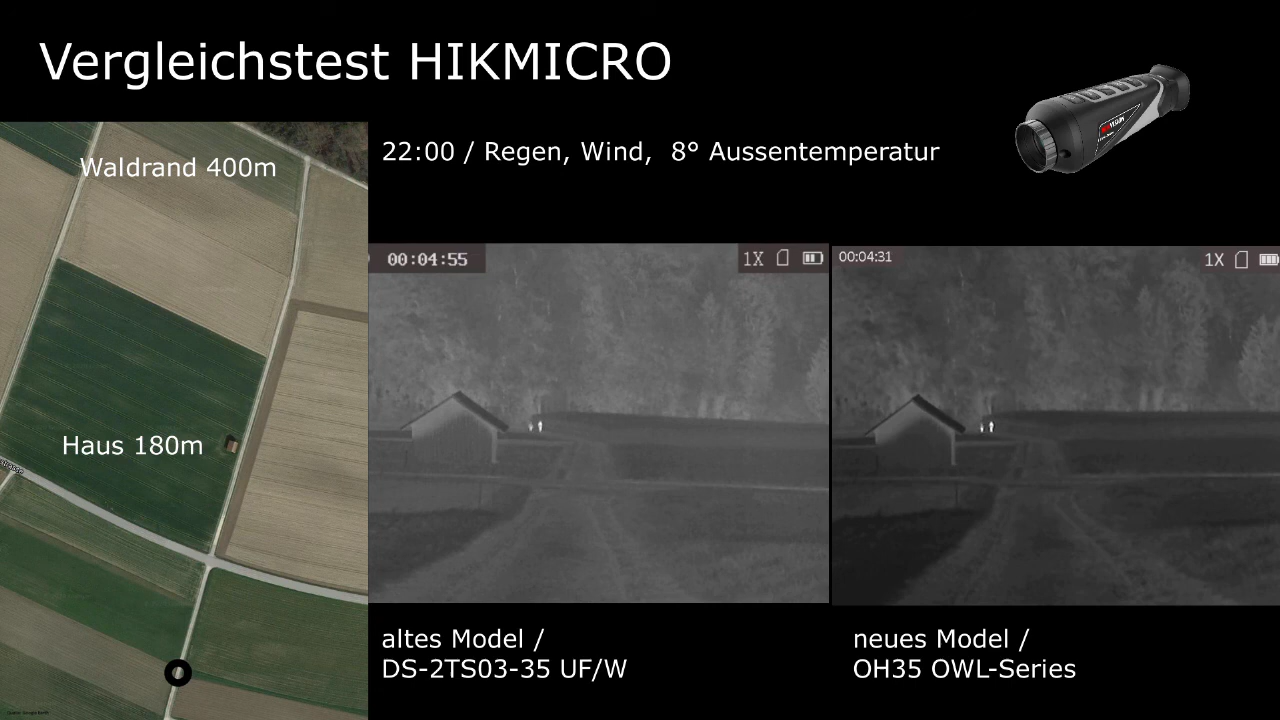 Vergleichstest HIKMICRO
Waldrand 400m
22:00 / Regen, Wind, 8° Aussentemperatur
00:04:55
1X
00:04:31
1X
Haus 180m
altes Model /
DS-2TS03-35 UF/W
neues Model /
OH35 OWL-Series